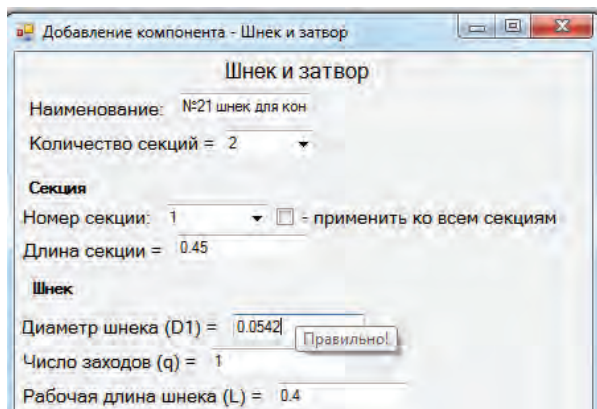 Добавление компонента - Шнек и затвор
Шнек и затвор
Наименование: №21 шнек для кон
Количество секций = 2
Секция
Номер секции: 1 - применить ко всем секциям
Длина секции = 0.45
Шнек
Диаметр шнека (D1) = 0.0542
Правильно!
Число заходов (q) = 1
Рабочая длина шнека (L) = 0.4